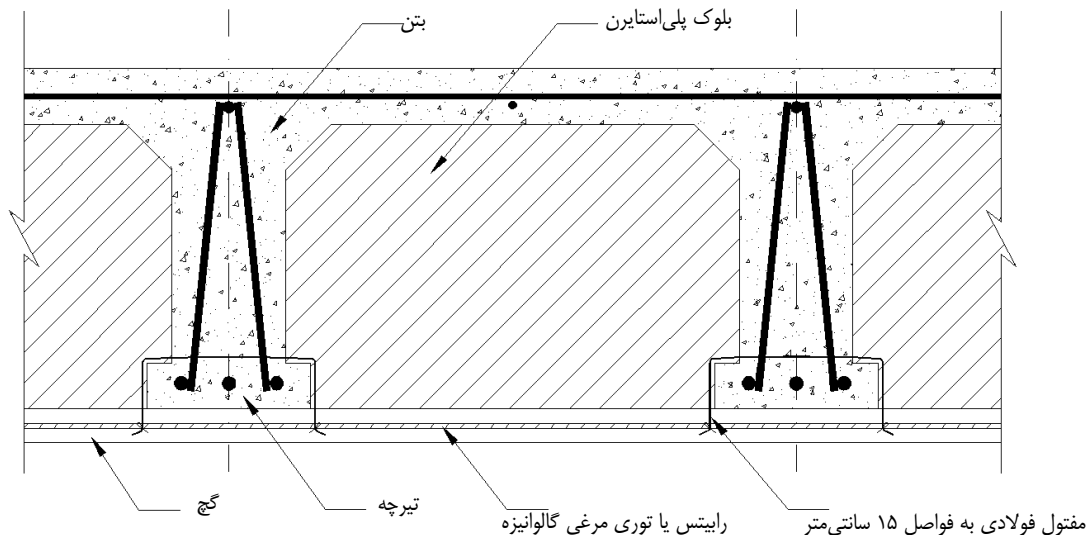 بلوک پلی‌استایرن
بتن
مفتول فولادی به فواصل ۱۵ سانتی‌متر
رابیتس یا توری مرغی گالوانیزه
تیرچه
گچ